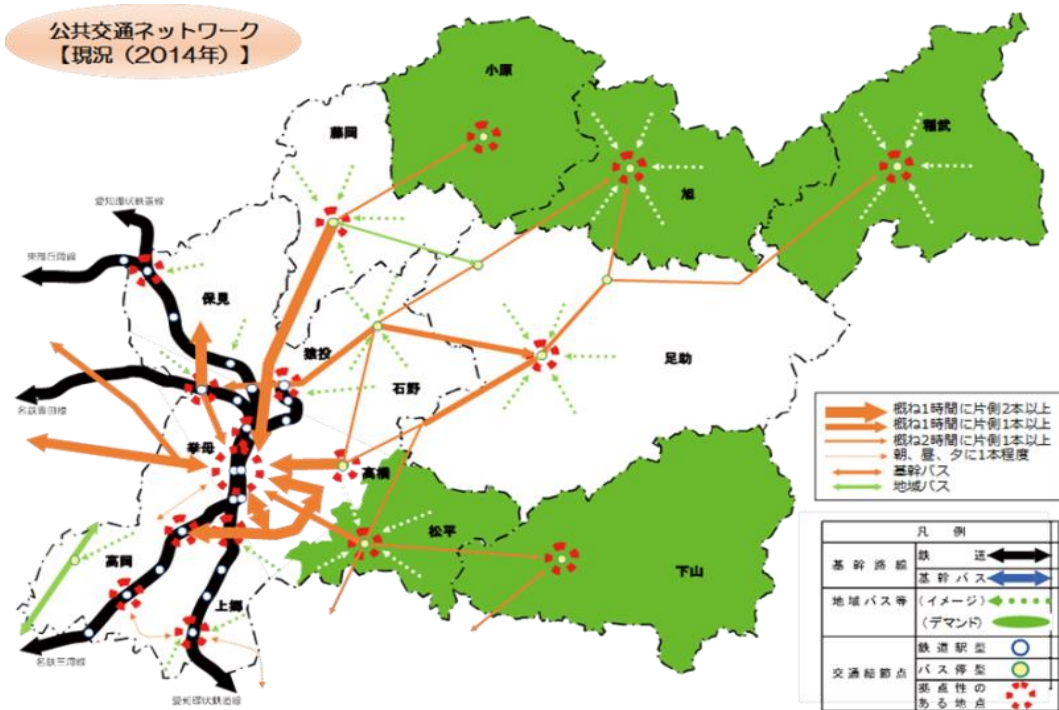 公共交通ネットワーク
【現況（2014年）】
小原
稲武
藤岡
旭
愛知環状鉄道線
保見
猿投
足助
石野
名鉄豊田線
挙母
高橋
松平
下山
高岡
上郷
名鉄三河線
愛知環状鉄道線
概ね1時間に片側2本以上
概ね1時間に片側1本以上
概ね2時間に片側1本以上
朝、昼、夕に1本程度
基幹バス
地域バス
凡 例
基幹路線
鉄 道
基幹バス
地域バス等
(イメージ)
(デマンド)
交通結節点
鉄道駅型
バス停型
拠点性の
ある地点